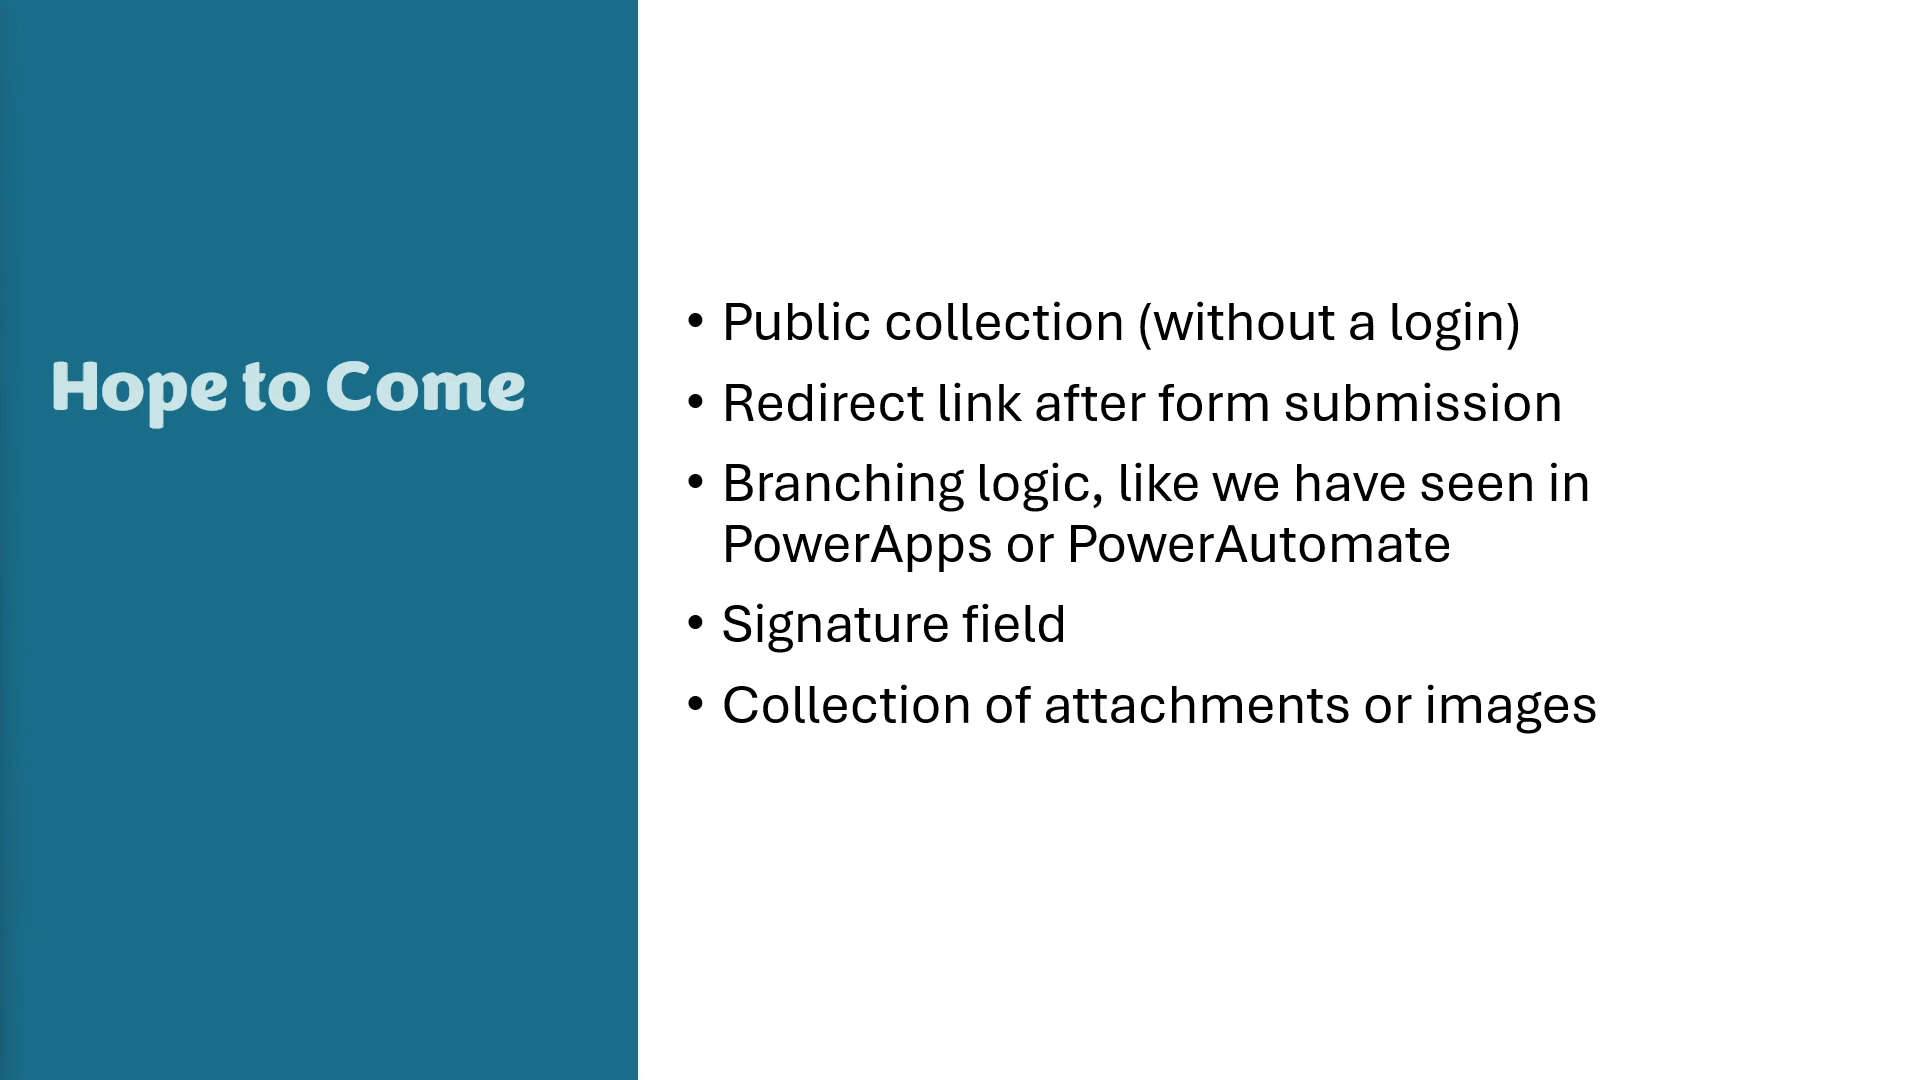 Hope to Come
• Public collection (without a login)
• Redirect link after form submission
• Branching logic, like we have seen in
PowerApps or PowerAutomate
• Signature field
• Collection of attachments or images